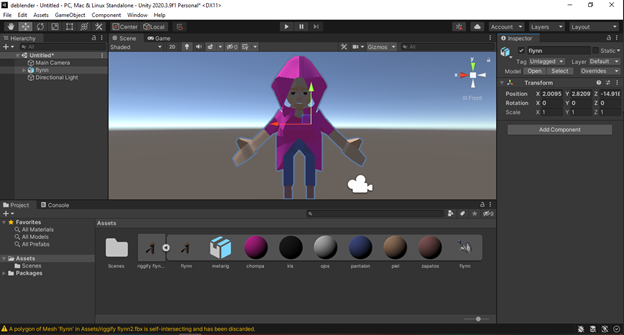 deblender - Untitled - PC, Mac & Linux Standalone - Unity 2020.3.9f1 Personal* <DX11>
File Edit Assets GameObject Component Window Help
Center Local Account Layers Layout
Hierarchy Scene Game Inspector
All Shaded 2D 0 Gizmos All flynn Static
Untitled* Tag Untagged Layer Default
Main Camera Model Open Select Overrides
flynn Transform
Directional Light Position X 2.0095 Y 2.8209 Z -14.916
Rotation X 0 Y 0 Z 0
Scale X 1 Y 1 Z 1
Add Component
y
x
Front
Project Console
Favorites Assets
All Materials
All Models
All Prefabs
Assets
Scenes
Packages
Scenes riggify flyn... flynn metarig chompa iris ojos pantalon piel zapatos flynn
A polygon of Mesh 'flynn' in Assets/riggify flynn2.fbx is self-intersecting and has been discarded.